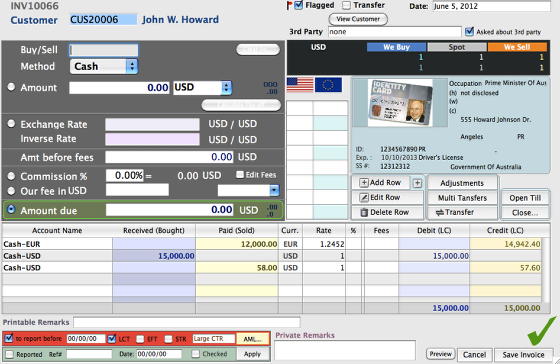 INV10066
Customer CUS20006 John W. Howard
Flagged Transfer Date: June 5, 2012
View Customer
3rd Party none Asked about 3rd party
Buy/Sell
Method Cash
Amount 0.00 USD
Exchange Rate USD / USD
Inverse Rate USD / USD
Amt before fees 0.00 USD
Commission % 0.00% = 0.00 USD Edit Fees
Our fee in USD
Amount due 0.00 USD
USD We Buy Spot We Sell
1 1 1
1 1 1
IDENTITY CARD
Occupation Prime Minister Of Aus
(h) not disclosed
(w)
(c)
555 Howard Johnson Dr.
Angeles PR -
ID: 1234567890 PR
Exp.: 10/10/2013 Driver's License
SS #: 12312312 Government Of Australia
Add Row + Adjustments
Edit Row Multi Tansfers Open Till
Delete Row Transfer Close...
Account Name Received (Bought) Paid (Sold) Curr. Rate % Fees Debit (LC) Credit (LC)
Cash-EUR 12,000.00 EUR 1.2452 14,942.40
Cash-USD 15,000.00 USD 1 15,000.00
Cash-USD 58.00 USD 1 57.60
15,000.00 15,000.00
Printable Remarks
to report before 00/00/00 LCT EFT STR Large CTR AML...
Private Remarks
Reported Ref# Date: 00/00/00 Checked Apply
Preview Cancel Save Invoice